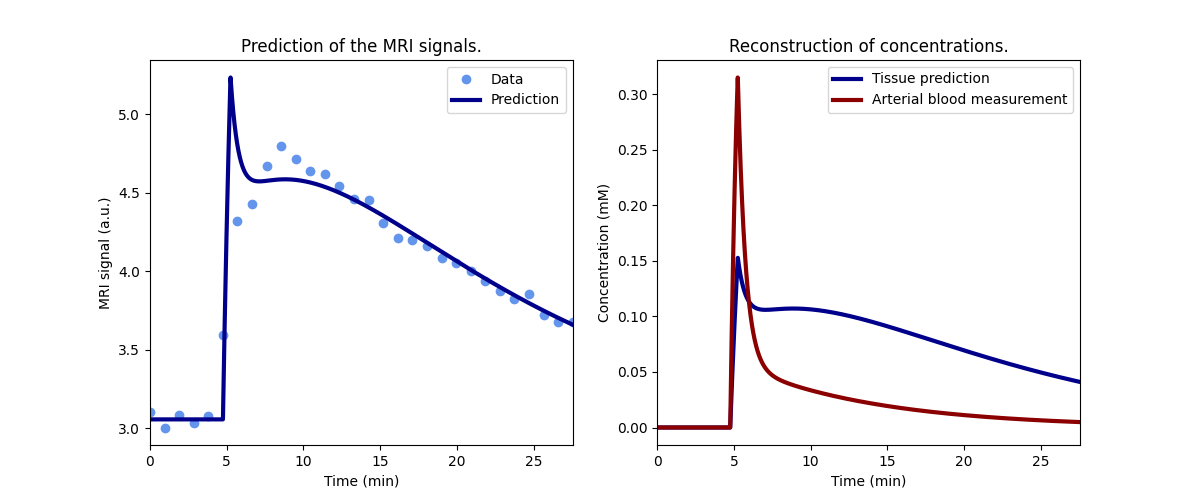 Prediction of the MRI signals.
Data
Prediction
MRI signal (a.u.)
5.0
4.5
4.0
3.5
3.0
0 5 10 15 20 25
Time (min)
Reconstruction of concentrations.
Tissue prediction
Arterial blood measurement
Concentration (mM)
0.30
0.25
0.20
0.15
0.10
0.05
0.00
0 5 10 15 20 25
Time (min)